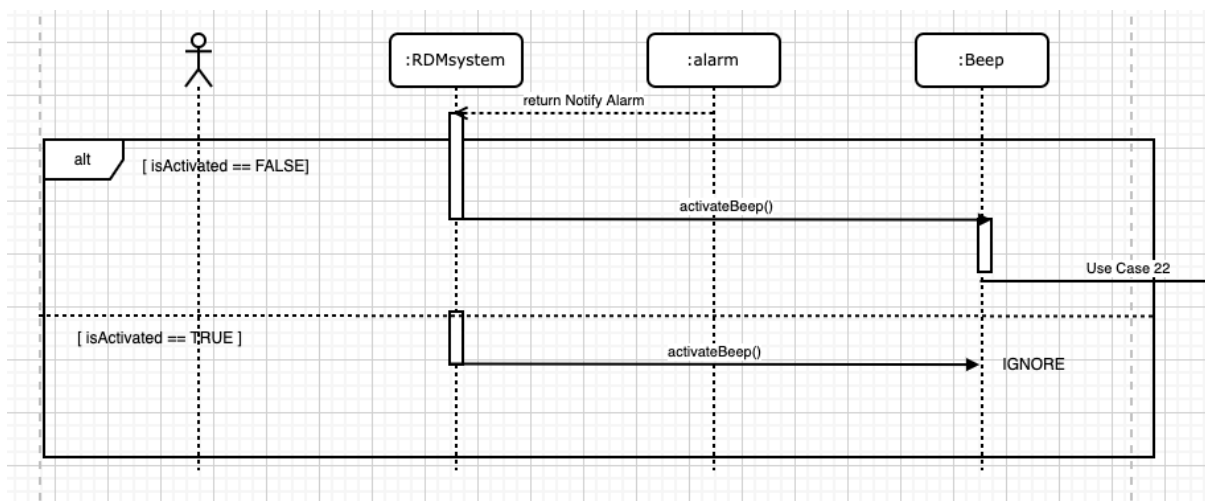 :RDMsystem
:alarm
:Beep
return Notify Alarm
alt
[ isActivated == FALSE]
activateBeep()
Use Case 22
[ isActivated == TRUE ]
activateBeep()
IGNORE